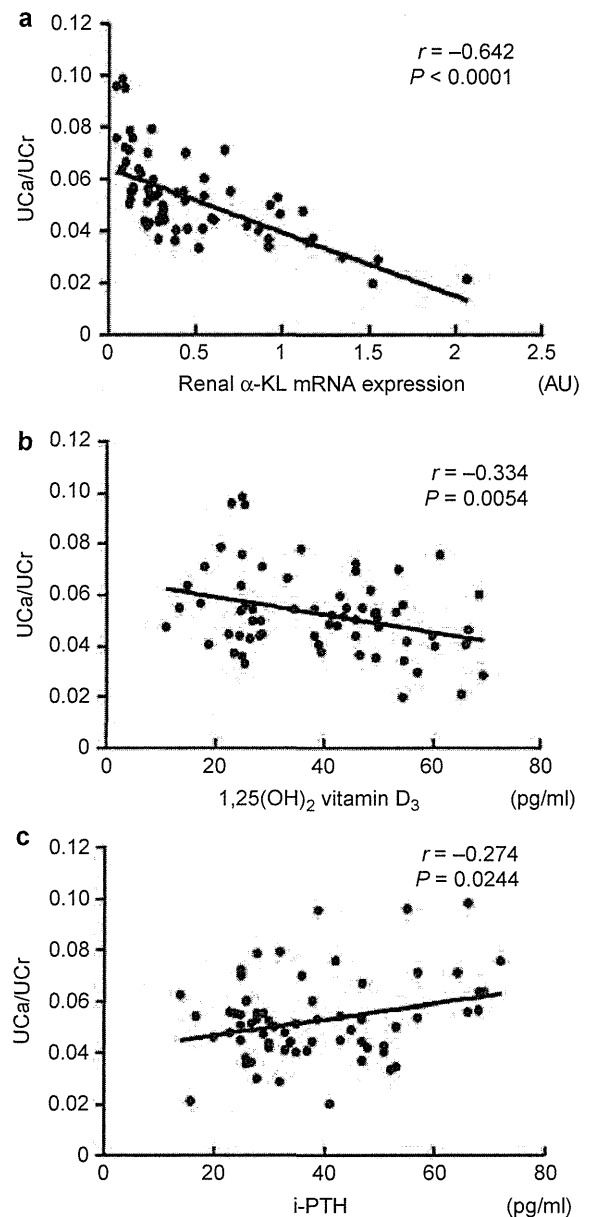 a
r = –0.642
P < 0.0001
0.12
0.10
0.08
0.06
0.04
0.02
0
UCa/UCr
0 0.5 1 1.5 2 2.5
Renal α-KL mRNA expression (AU)
b
r = –0.334
P = 0.0054
0.12
0.10
0.08
0.06
0.04
0.02
0
UCa/UCr
0 20 40 60 80
1,25(OH)₂ vitamin D₃ (pg/ml)
c
r = –0.274
P = 0.0244
0.12
0.10
0.08
0.06
0.04
0.02
0.00
UCa/UCr
0 20 40 60 80
i-PTH (pg/ml)